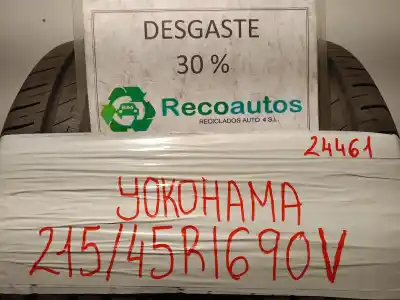 DESGASTE
30 %
Recoautos
RECICLADOS AUTO 4 S.L.
24461
YOKOHAMA
215/45R1690V